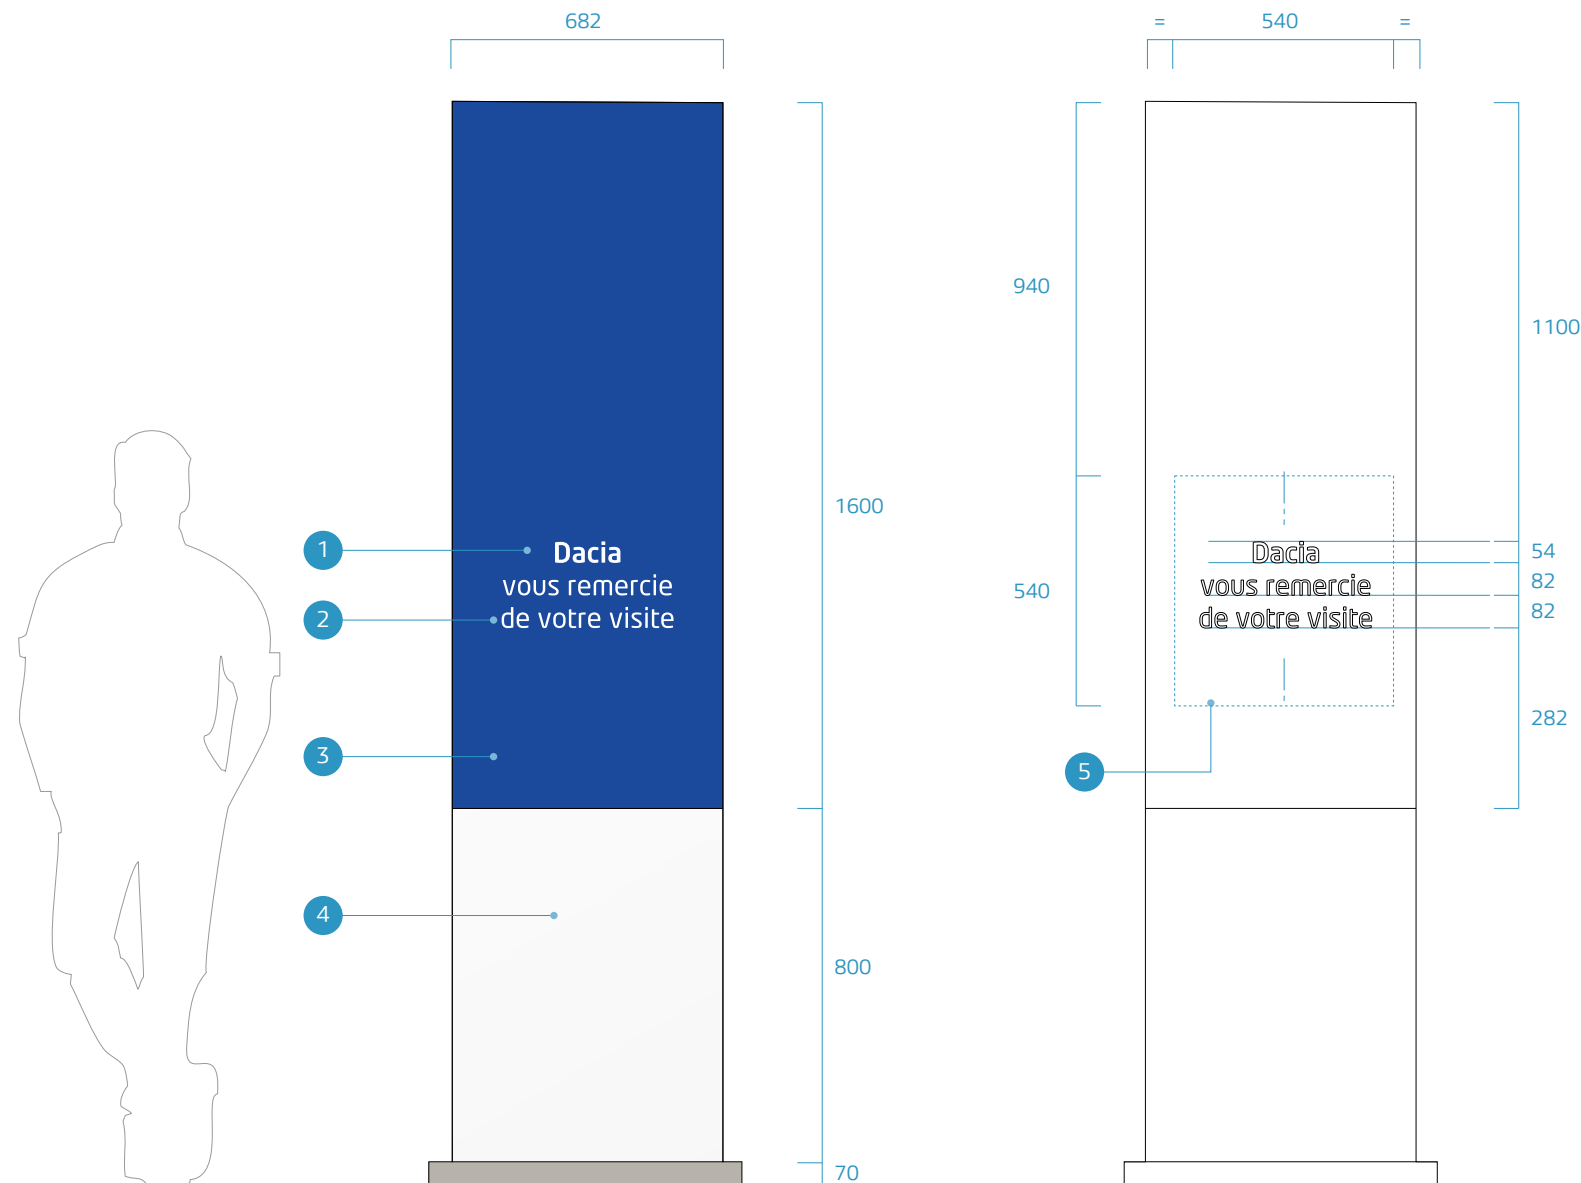 682
= 540 =
940
1100
1600
1
Dacia
vous remercie
de votre visite
2
3
4
800
70
Dacia
vous remercie
de votre visite
54
82
82
540
282
5